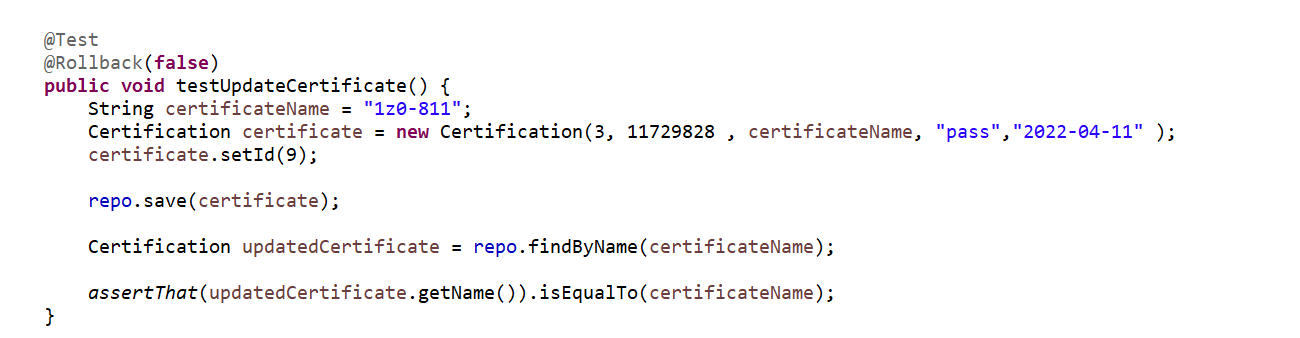 @Test
@Rollback(false)
public void testUpdateCertificate() {
    String certificateName = "1z0-811";
    Certification certificate = new Certification(3, 11729828 , certificateName, "pass","2022-04-11" );
    certificate.setId(9);

    repo.save(certificate);

    Certification updatedCertificate = repo.findByName(certificateName);

    assertThat(updatedCertificate.getName()).isEqualTo(certificateName);
}